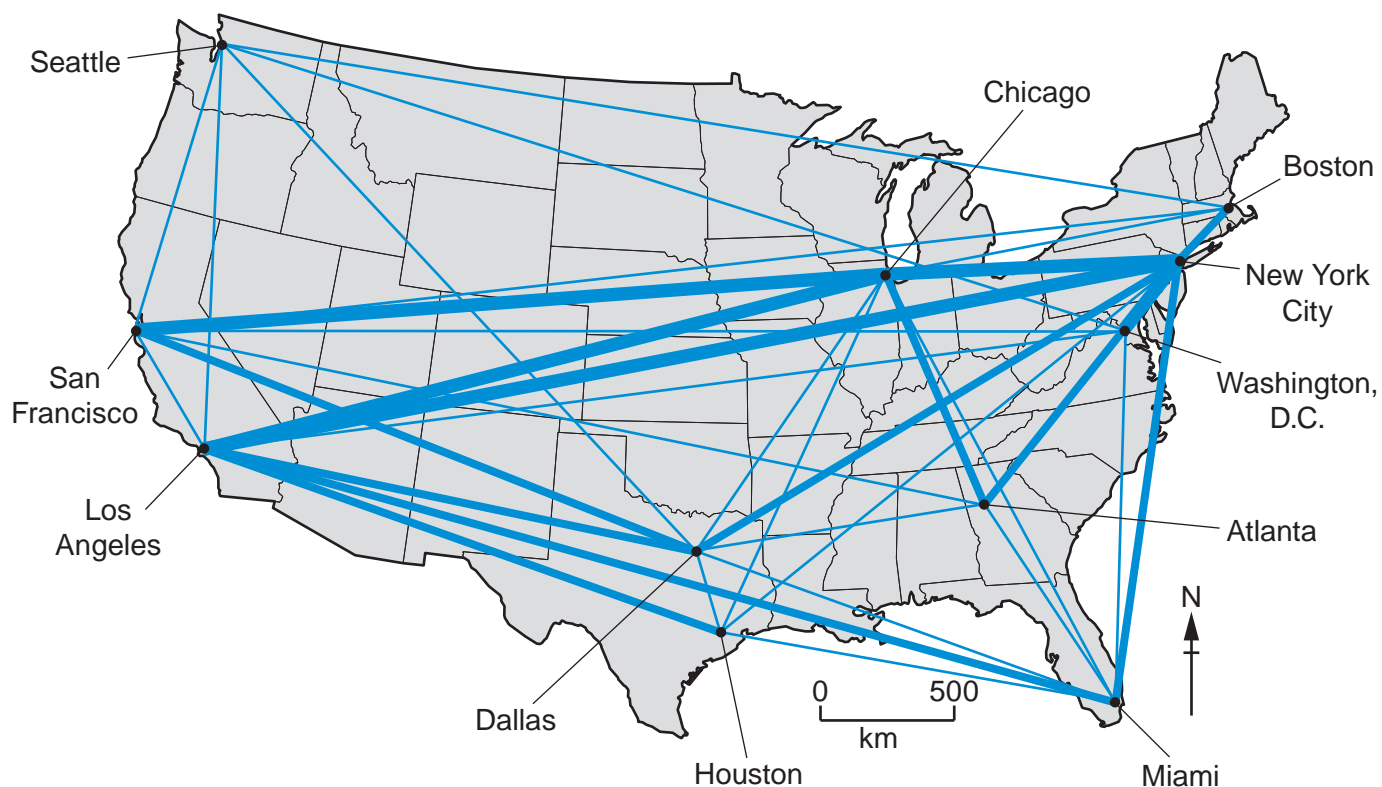 Seattle
Chicago
Boston
New York
City
San
Francisco
Washington,
D.C.
Los
Angeles
Atlanta
N
0 500
km
Dallas
Houston
Miami